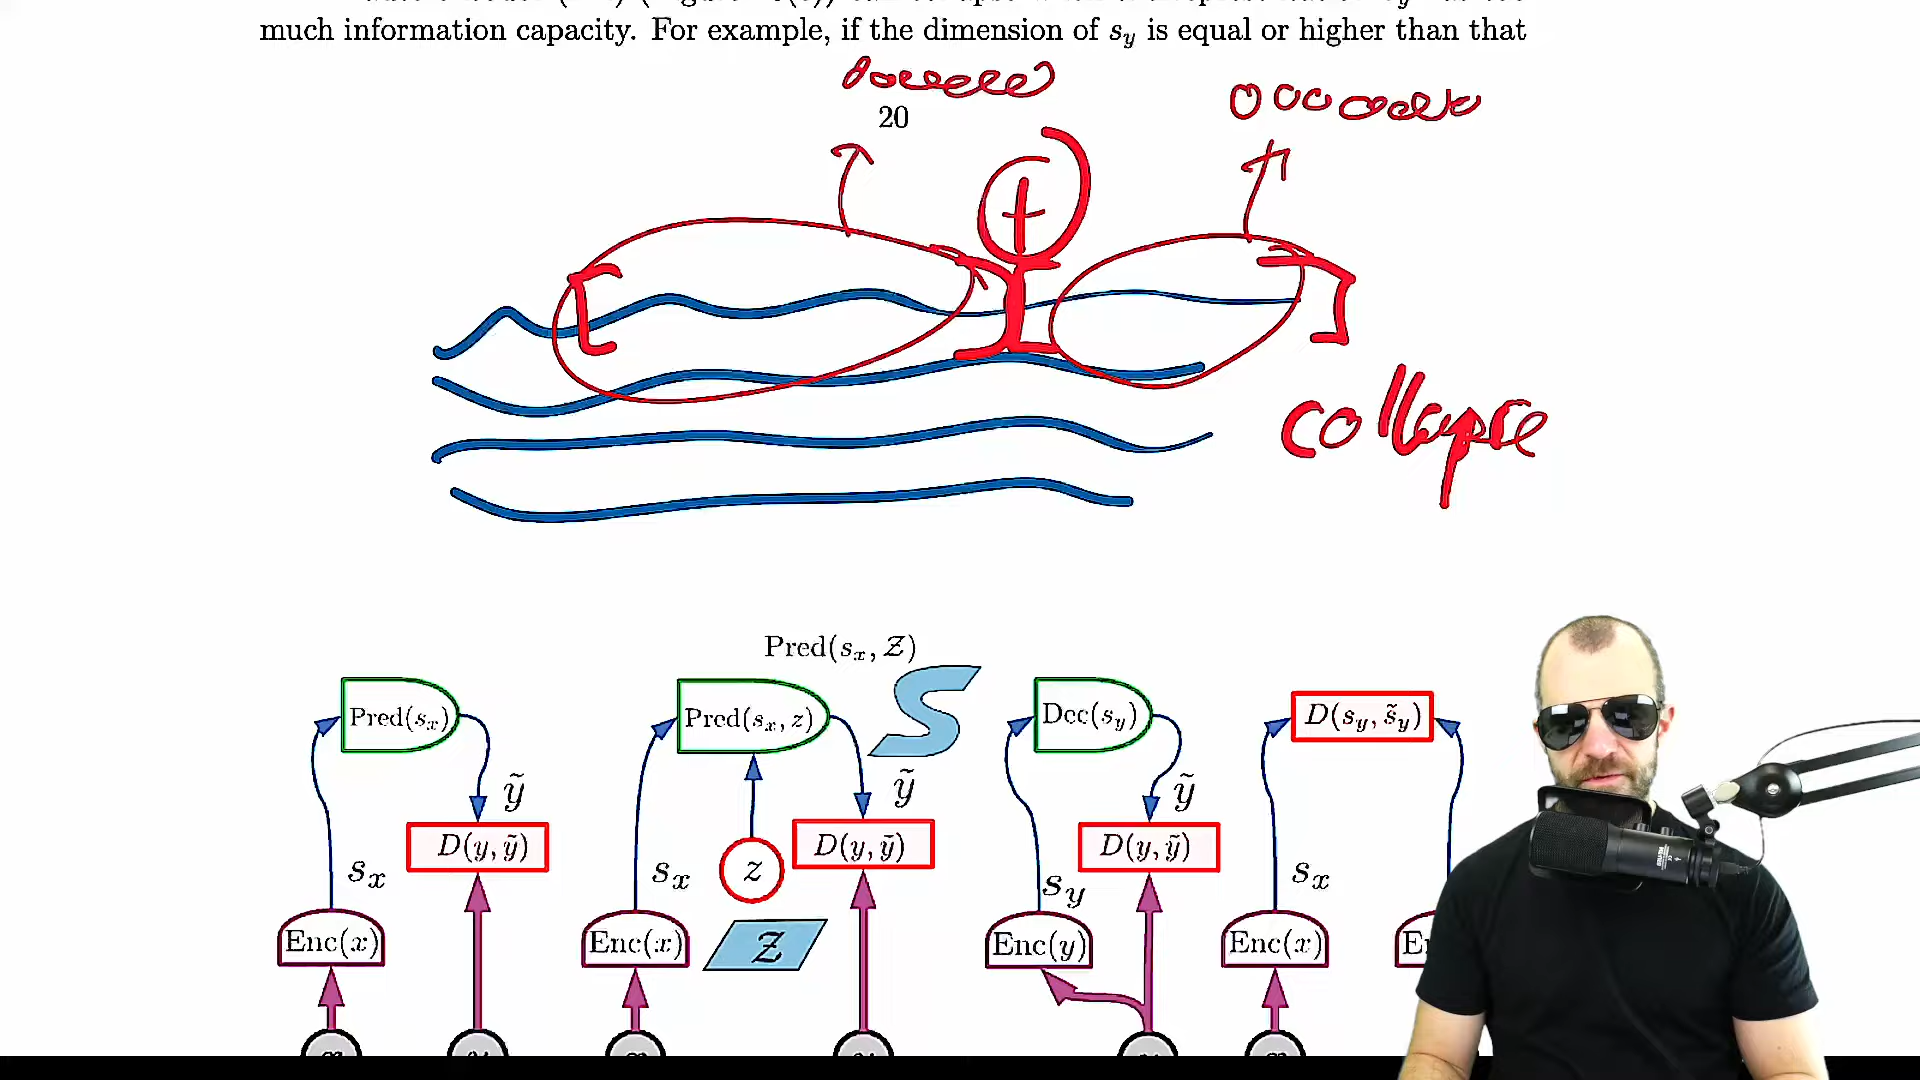 much information capacity. For example, if the dimension of s_y is equal or higher than that
20
collapse
Pred(s_x, Z)
Pred(s_x)
Pred(s_x, z)
Dec(s_y)
D(s_y, s̃_y)
ỹ
ỹ
ỹ
D(y, ỹ)
D(y, ỹ)
D(y, ỹ)
s_x
s_x
z
s_y
s_x
Enc(x)
Enc(x)
Z
Enc(y)
Enc(x)